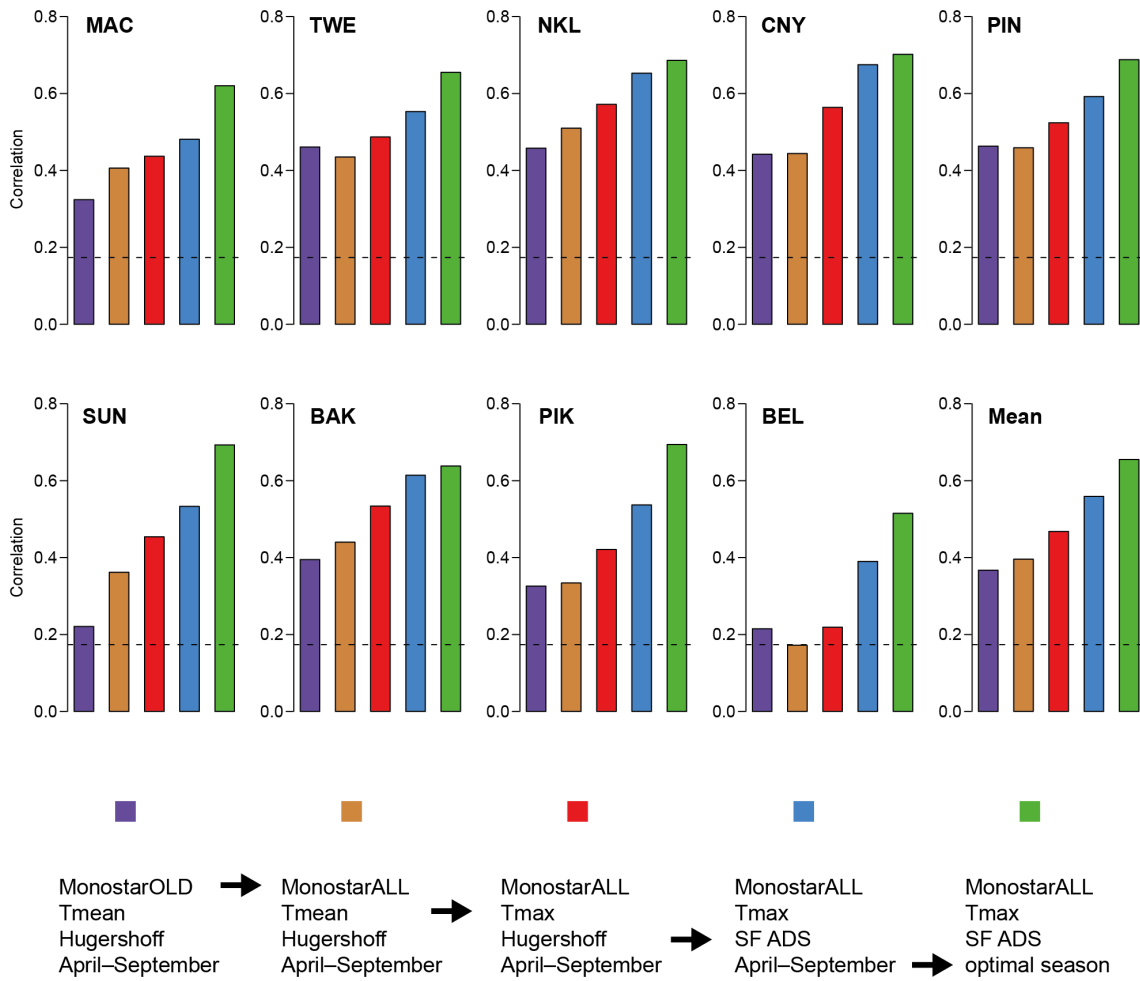 MAC
TWE
NKL
CNY
PIN
0.8
0.6
0.4
0.2
0.0
Correlation
0.8
0.6
0.4
0.2
0.0
0.8
0.6
0.4
0.2
0.0
0.8
0.6
0.4
0.2
0.0
0.8
0.6
0.4
0.2
0.0
SUN
BAK
PIK
BEL
Mean
0.8
0.6
0.4
0.2
0.0
Correlation
0.8
0.6
0.4
0.2
0.0
0.8
0.6
0.4
0.2
0.0
0.8
0.6
0.4
0.2
0.0
0.8
0.6
0.4
0.2
0.0
MonostarOLD
Tmean
Hugershoff
April–September
MonostarALL
Tmean
Hugershoff
April–September
MonostarALL
Tmax
Hugershoff
April–September
MonostarALL
Tmax
SF ADS
April–September
MonostarALL
Tmax
SF ADS
optimal season